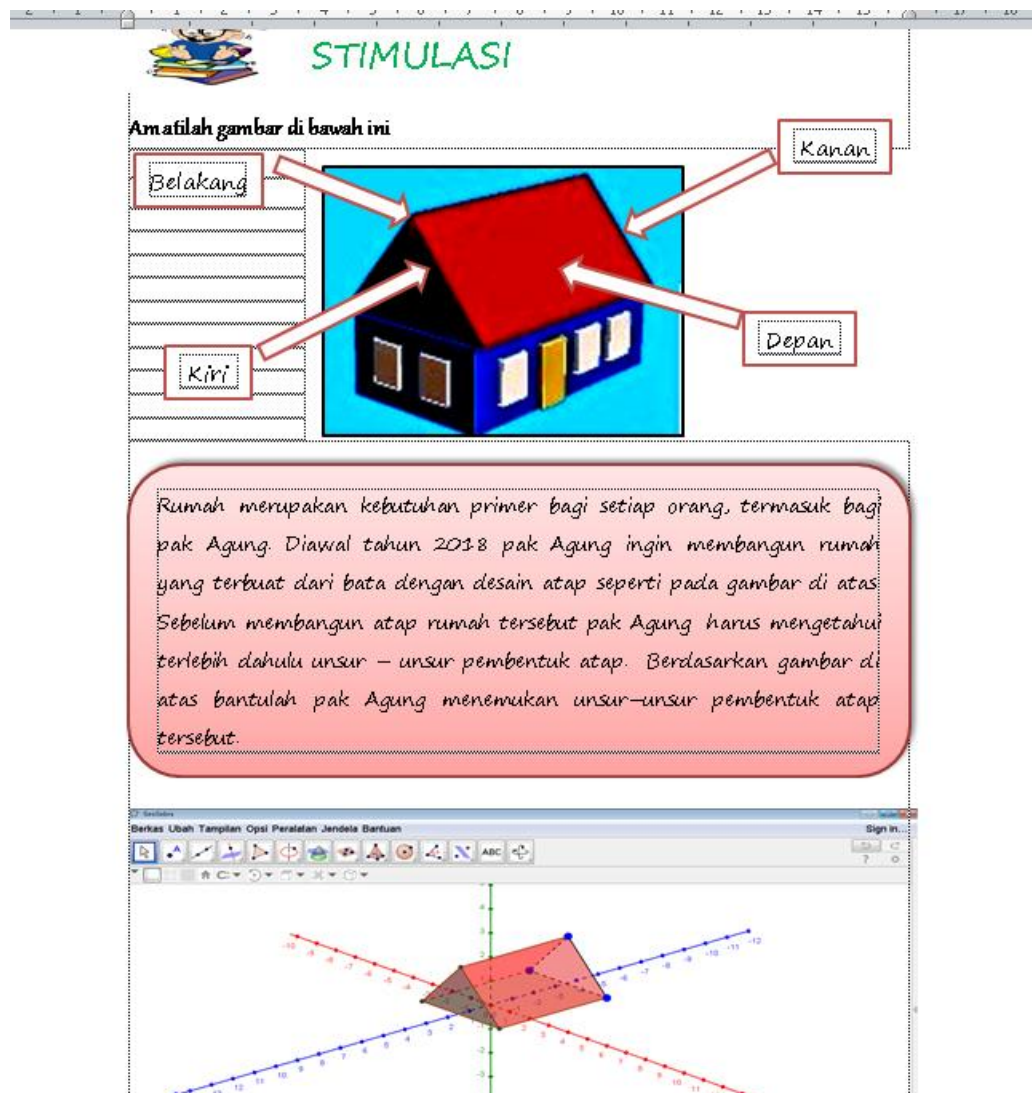 STIMULASI
Amatilah gambar di bawah ini
Kanan
Belakang
Depan
Kiri
Rumah merupakan kebutuhan primer bagi setiap orang, termasuk bagi
pak Agung. Diawal tahun 2018 pak Agung ingin membangun rumah
yang terbuat dari bata dengan desain atap seperti pada gambar di atas
Sebelum membangun atap rumah tersebut pak Agung harus mengetahui
terlebih dahulu unsur – unsur pembentuk atap. Berdasarkan gambar di
atas bantulah pak Agung menemukan unsur–unsur pembentuk atap
tersebut.
GeoGebra
Berkas Ubah Tampilan Opsi Peralatan Jendela Bantuan
Sign in...
ABC